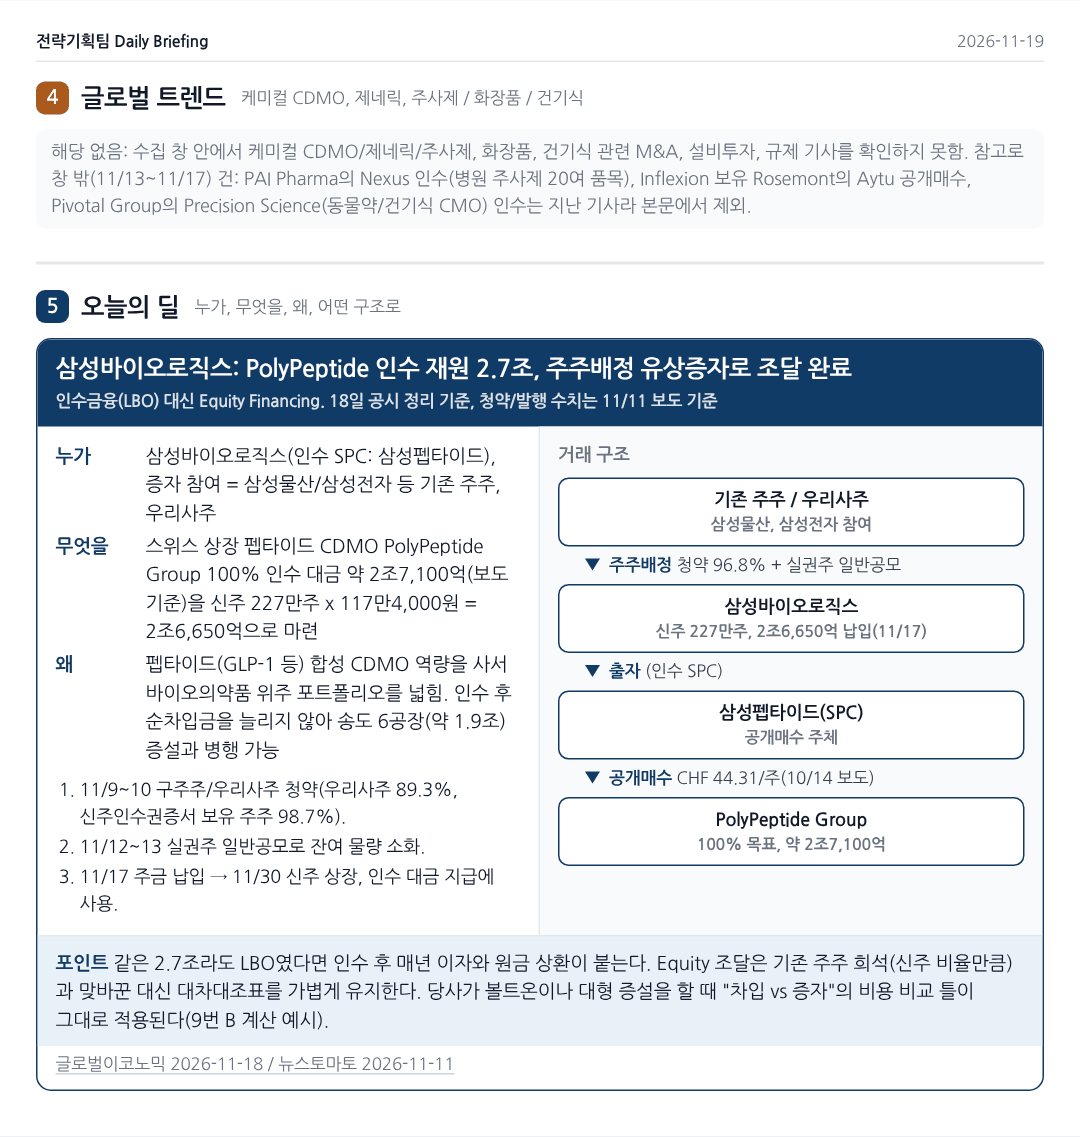 전략기획팀 Daily Briefing
2026-11-19
4 글로벌 트렌드 케미컬 CDMO, 제네릭, 주사제 / 화장품 / 건기식
해당 없음: 수집 창 안에서 케미컬 CDMO/제네릭/주사제, 화장품, 건기식 관련 M&A, 설비투자, 규제 기사를 확인하지 못함. 참고로
창 밖(11/13~11/17) 건: PAI Pharma의 Nexus 인수(병원 주사제 20여 품목), Inflexion 보유 Rosemont의 Aytu 공개매수,
Pivotal Group의 Precision Science(동물약/건기식 CMO) 인수는 지난 기사라 본문에서 제외.
5 오늘의 딜 누가, 무엇을, 왜, 어떤 구조로
삼성바이오로직스: PolyPeptide 인수 재원 2.7조, 주주배정 유상증자로 조달 완료
인수금융(LBO) 대신 Equity Financing. 18일 공시 정리 기준, 청약/발행 수치는 11/11 보도 기준
누가 삼성바이오로직스(인수 SPC: 삼성펩타이드),
증자 참여 = 삼성물산/삼성전자 등 기존 주주,
우리사주
무엇을 스위스 상장 펩타이드 CDMO PolyPeptide
Group 100% 인수 대금 약 2조7,100억(보도
기준)을 신주 227만주 x 117만4,000원 =
2조6,650억으로 마련
왜 펩타이드(GLP-1 등) 합성 CDMO 역량을 사서
바이오의약품 위주 포트폴리오를 넓힘. 인수 후
순차입금을 늘리지 않아 송도 6공장(약 1.9조)
증설과 병행 가능
1. 11/9~10 구주주/우리사주 청약(우리사주 89.3%,
신주인수권증서 보유 주주 98.7%).
2. 11/12~13 실권주 일반공모로 잔여 물량 소화.
3. 11/17 주금 납입 → 11/30 신주 상장, 인수 대금 지급에
사용.
거래 구조
기존 주주 / 우리사주
삼성물산, 삼성전자 참여
▼ 주주배정 청약 96.8% + 실권주 일반공모
삼성바이오로직스
신주 227만주, 2조6,650억 납입(11/17)
▼ 출자 (인수 SPC)
삼성펩타이드(SPC)
공개매수 주체
▼ 공개매수 CHF 44.31/주(10/14 보도)
PolyPeptide Group
100% 목표, 약 2조7,100억
포인트 같은 2.7조라도 LBO였다면 인수 후 매년 이자와 원금 상환이 붙는다. Equity 조달은 기존 주주 희석(신주 비율만큼)
과 맞바꾼 대신 대차대조표를 가볍게 유지한다. 당사가 볼트온이나 대형 증설을 할 때 "차입 vs 증자"의 비용 비교 틀이
그대로 적용된다(9번 B 계산 예시).
글로벌이코노믹 2026-11-18 / 뉴스토마토 2026-11-11